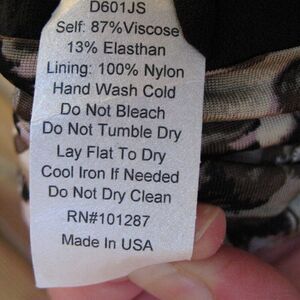 D601JS
Self: 87%Viscose
13% Elasthan
Lining: 100% Nylon
Hand Wash Cold
Do Not Bleach
Do Not Tumble Dry
Lay Flat To Dry
Cool Iron If Needed
Do Not Dry Clean
RN#101287
Made In USA